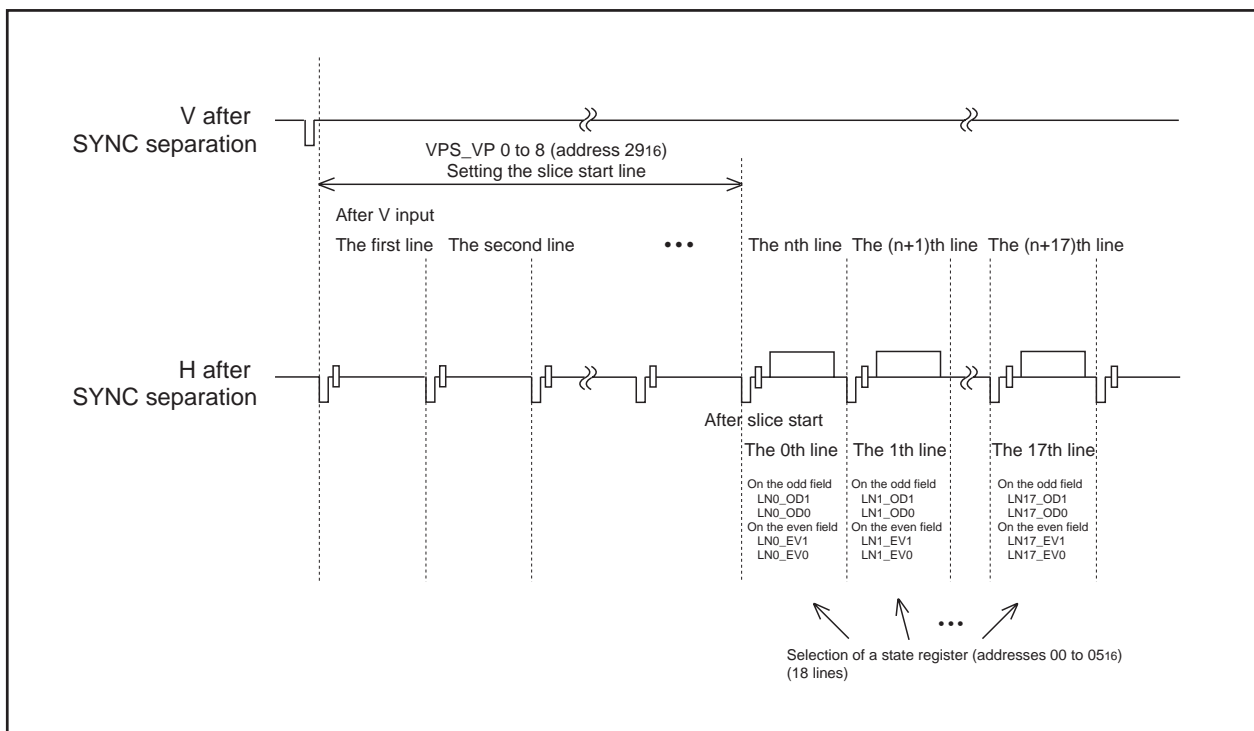 V after
SYNC separation
VPS_VP 0 to 8 (address 2916)
Setting the slice start line
After V input
The first line
The second line
•••
The nth line
The (n+1)th line
The (n+17)th line
H after
SYNC separation
After slice start
The 0th line
The 1th line
The 17th line
On the odd field
LN0_OD1
LN0_OD0
On the even field
LN0_EV1
LN0_EV0
On the odd field
LN1_OD1
LN1_OD0
On the even field
LN1_EV1
LN1_EV0
On the odd field
LN17_OD1
LN17_OD0
On the even field
LN17_EV1
LN17_EV0
•••
Selection of a state register (addresses 00 to 0516)
(18 lines)